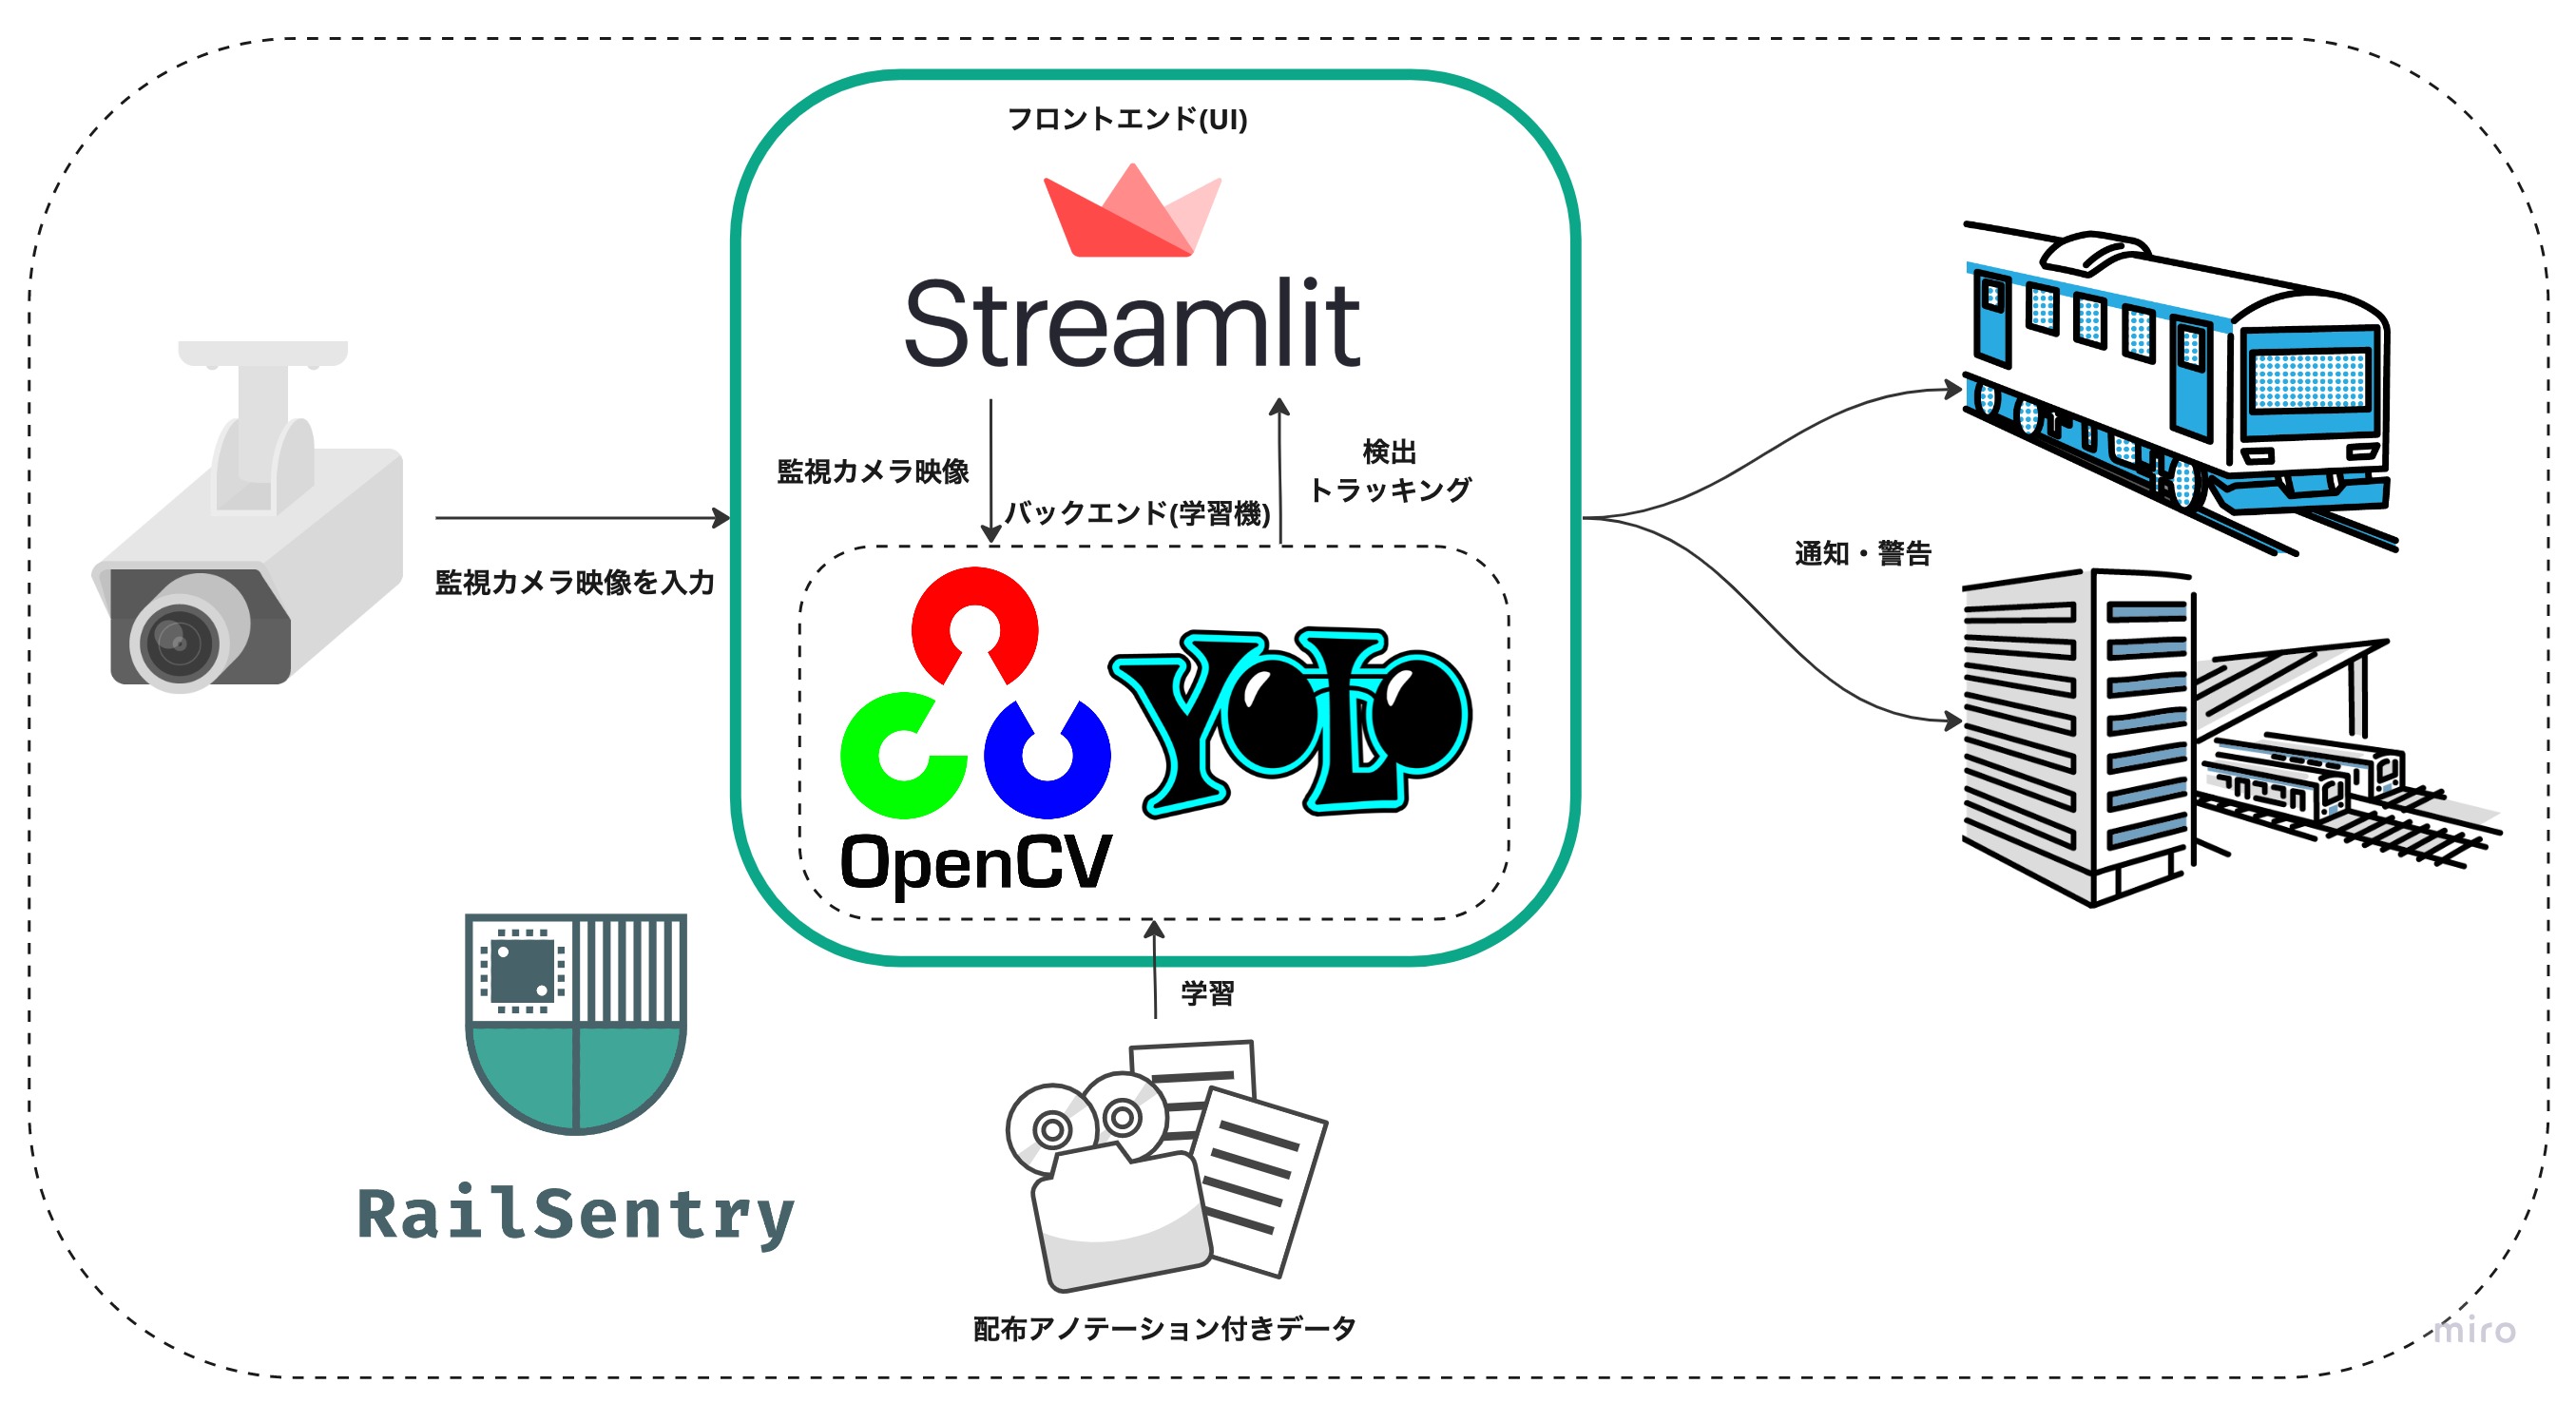 フロントエンド(UI)
Streamlit
監視カメラ映像
検出
トラッキング
バックエンド(学習機)
監視カメラ映像を入力
通知・警告
YOLO
OpenCV
学習
RailSentry
配布アノテーション付きデータ
miro